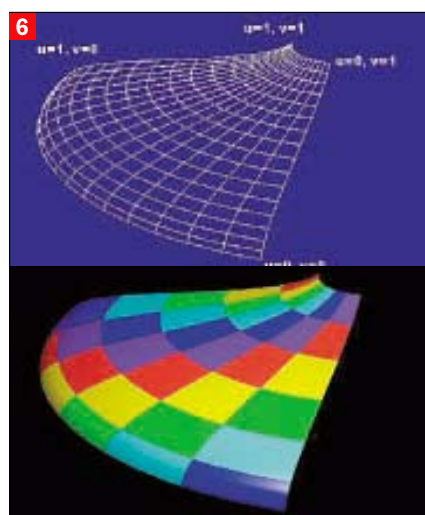 6
u=1, v=1
u=1, v=0
u=0, v=1